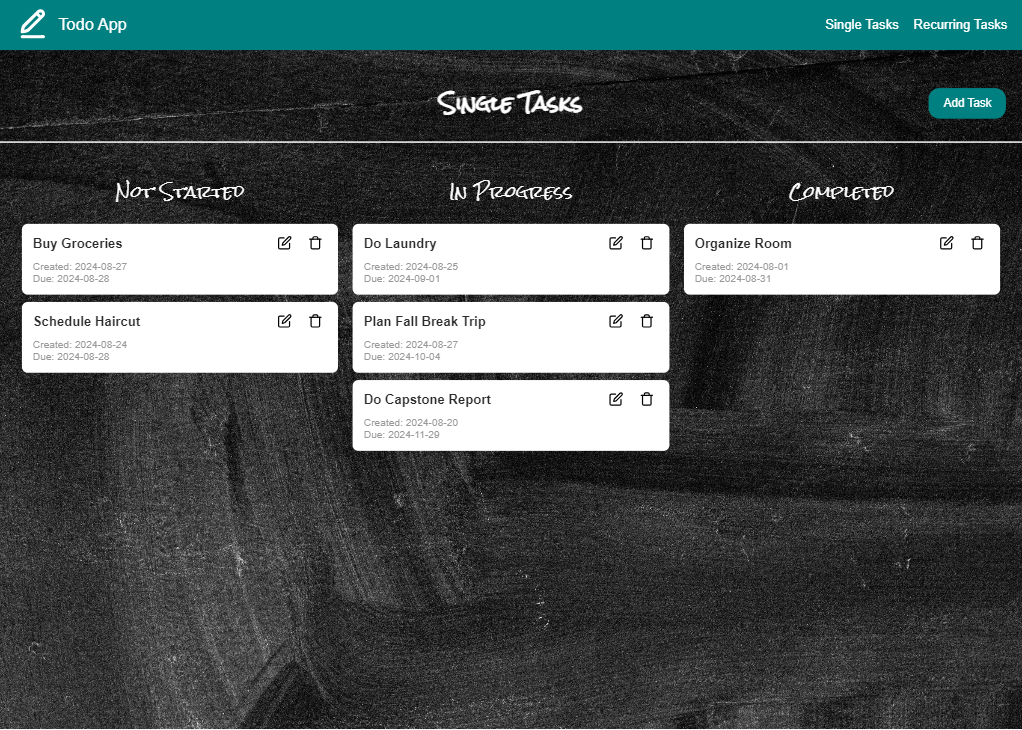 Todo App
Single Tasks
Recurring Tasks
Single Tasks
Add Task
Not Started
Buy Groceries
Created: 2024-08-27
Due: 2024-08-28
Schedule Haircut
Created: 2024-08-24
Due: 2024-08-28
In Progress
Do Laundry
Created: 2024-08-25
Due: 2024-09-01
Plan Fall Break Trip
Created: 2024-08-27
Due: 2024-10-04
Do Capstone Report
Created: 2024-08-20
Due: 2024-11-29
Completed
Organize Room
Created: 2024-08-01
Due: 2024-08-31